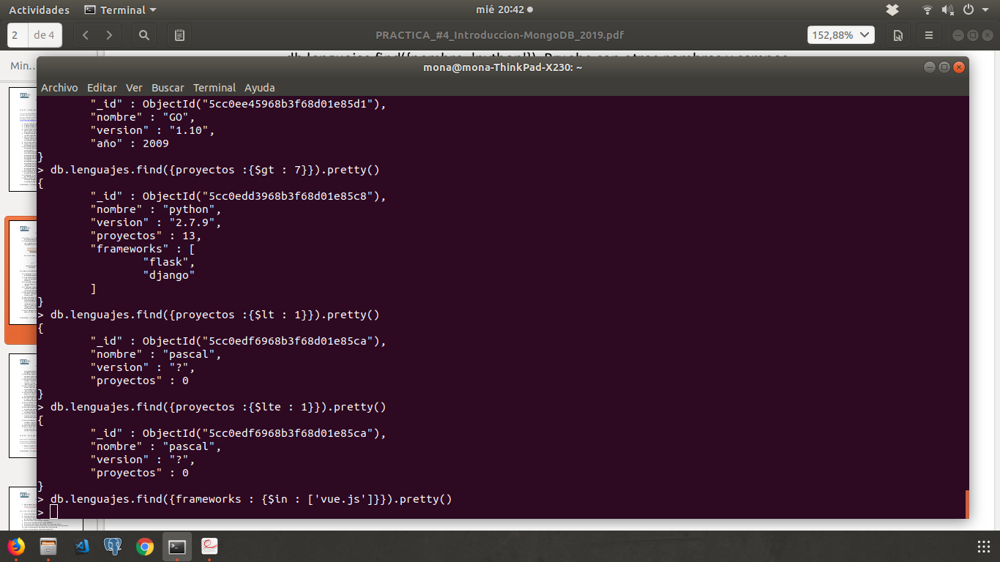 Actividades Terminal mié 20:42
2 de 4 PRACTICA_#4_Introduccion-MongoDB_2019.pdf 152,88%
Min...
mona@mona-ThinkPad-X230: ~
Archivo Editar Ver Buscar Terminal Ayuda
"_id" : ObjectId("5cc0ee45968b3f68d01e85d1"),
"nombre" : "GO",
"version" : "1.10",
"año" : 2009
}
> db.lenguajes.find({proyectos :{$gt : 7}}).pretty()
{
"_id" : ObjectId("5cc0edd3968b3f68d01e85c8"),
"nombre" : "python",
"version" : "2.7.9",
"proyectos" : 13,
"frameworks" : [
"flask",
"django"
]
}
> db.lenguajes.find({proyectos :{$lt : 1}}).pretty()
{
"_id" : ObjectId("5cc0edf6968b3f68d01e85ca"),
"nombre" : "pascal",
"version" : "?",
"proyectos" : 0
}
> db.lenguajes.find({proyectos :{$lte : 1}}).pretty()
{
"_id" : ObjectId("5cc0edf6968b3f68d01e85ca"),
"nombre" : "pascal",
"version" : "?",
"proyectos" : 0
}
> db.lenguajes.find({frameworks : {$in : ['vue.js']}}).pretty()
>